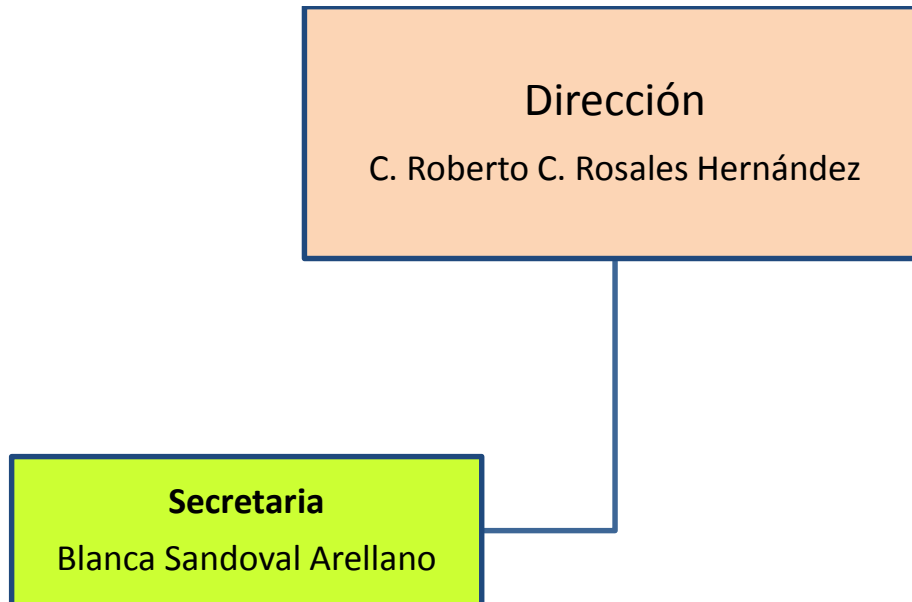 Dirección
C. Roberto C. Rosales Hernández
Secretaria
Blanca Sandoval Arellano